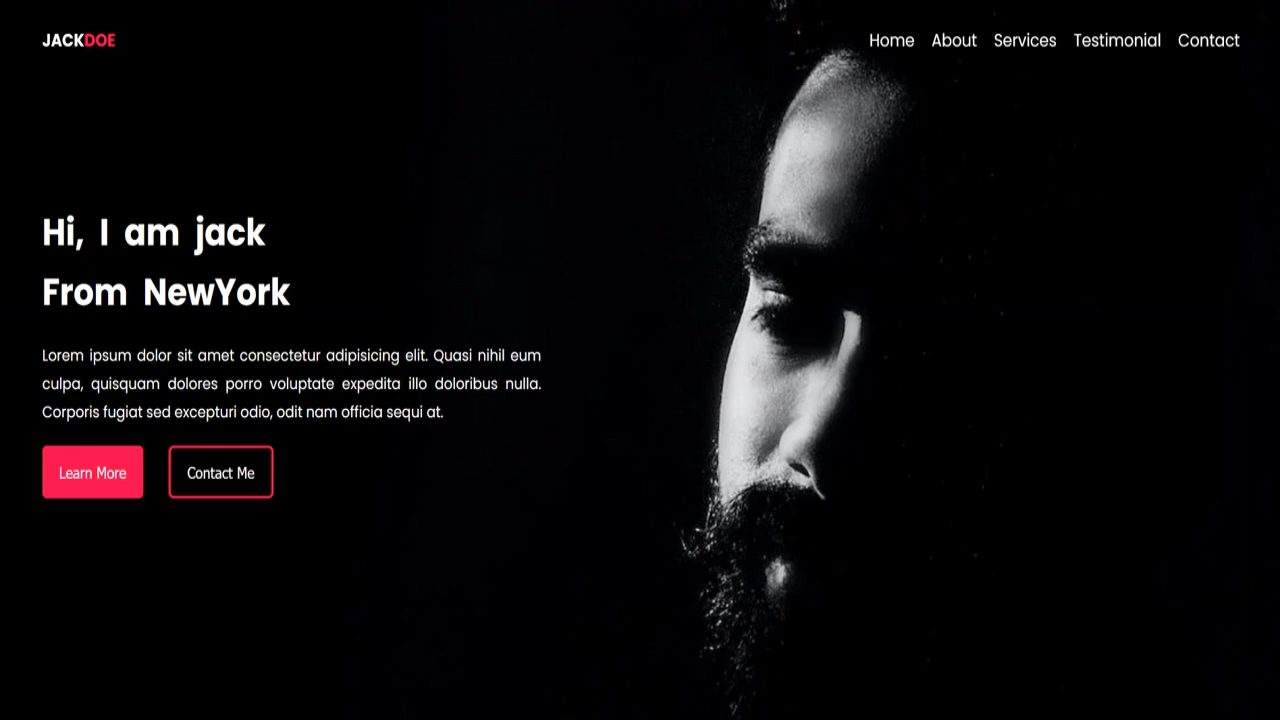 JACKDOE
Home About Services Testimonial Contact
Hi, I am jack
From NewYork
Lorem ipsum dolor sit amet consectetur adipisicing elit. Quasi nihil eum
culpa, quisquam dolores porro voluptate expedita illo doloribus nulla.
Corporis fugiat sed excepturi odio, odit nam officia sequi at.
Learn More
Contact Me